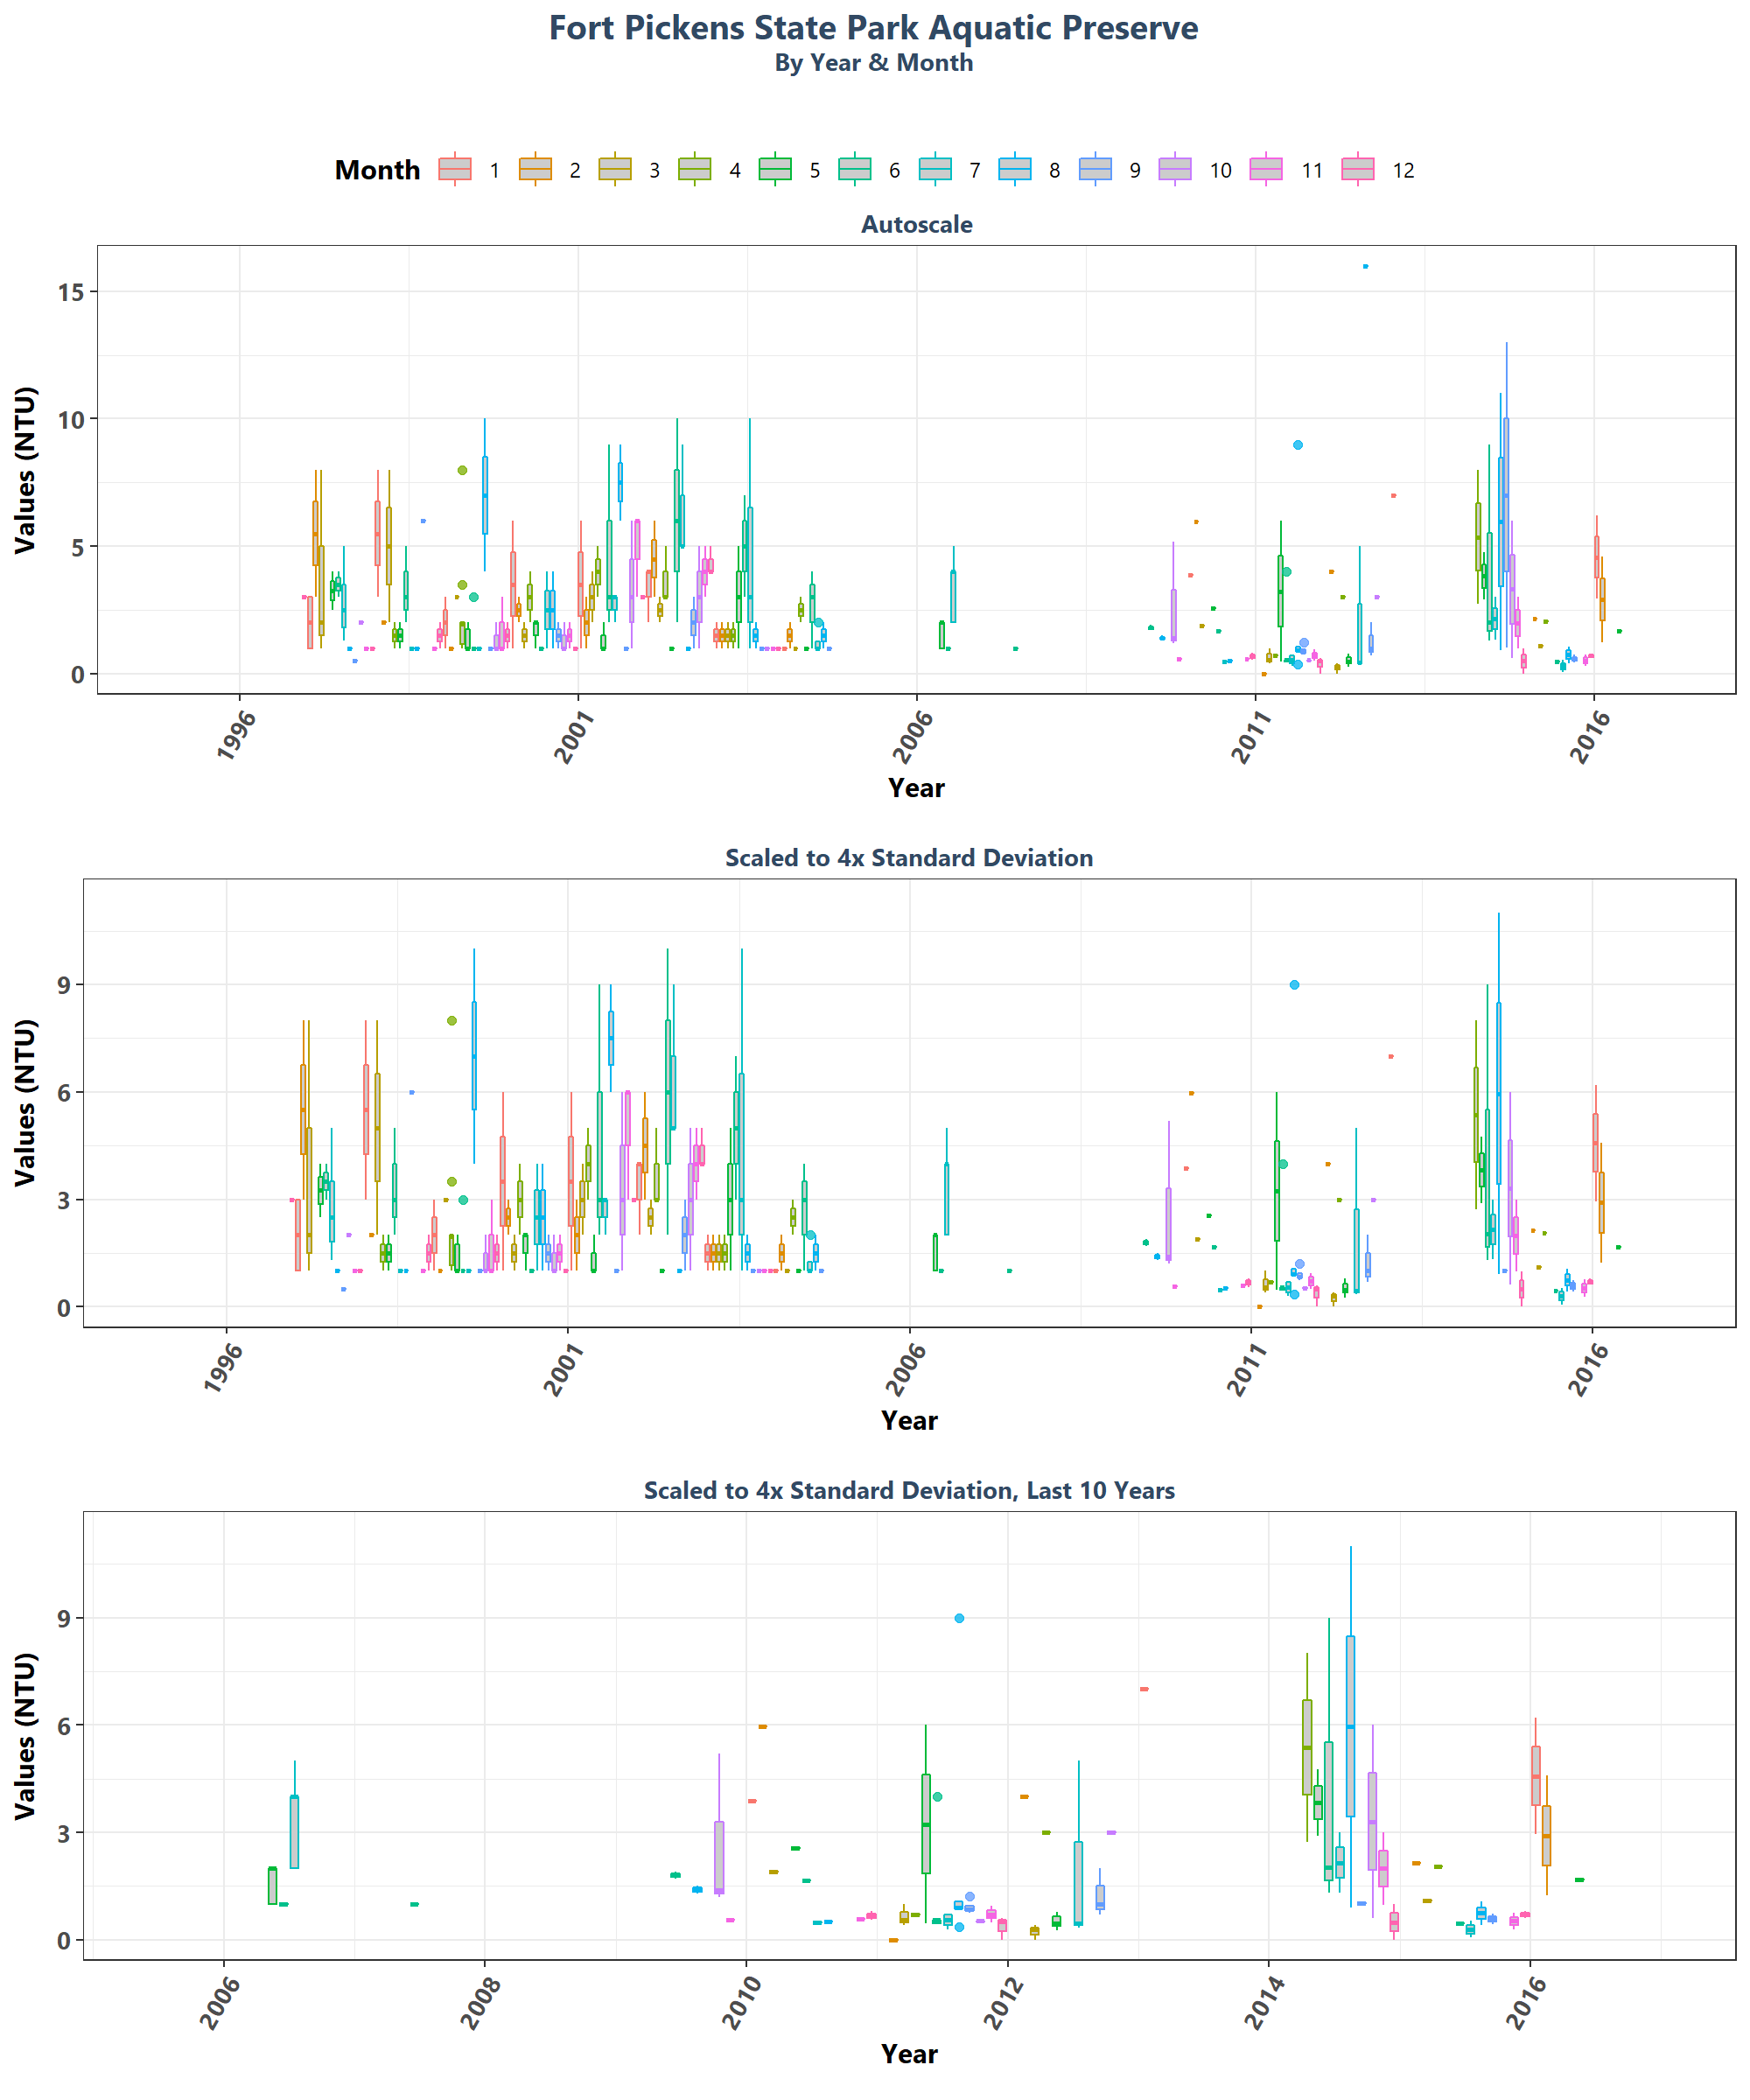 Fort Pickens State Park Aquatic Preserve
By Year & Month
Month 1 2 3 4 5 6 7 8 9 10 11 12
Autoscale
Values (NTU)
15
10
5
0
1996 2001 2006 2011 2016
Year
Scaled to 4x Standard Deviation
Values (NTU)
9
6
3
0
1996 2001 2006 2011 2016
Year
Scaled to 4x Standard Deviation, Last 10 Years
Values (NTU)
9
6
3
0
2006 2008 2010 2012 2014 2016
Year